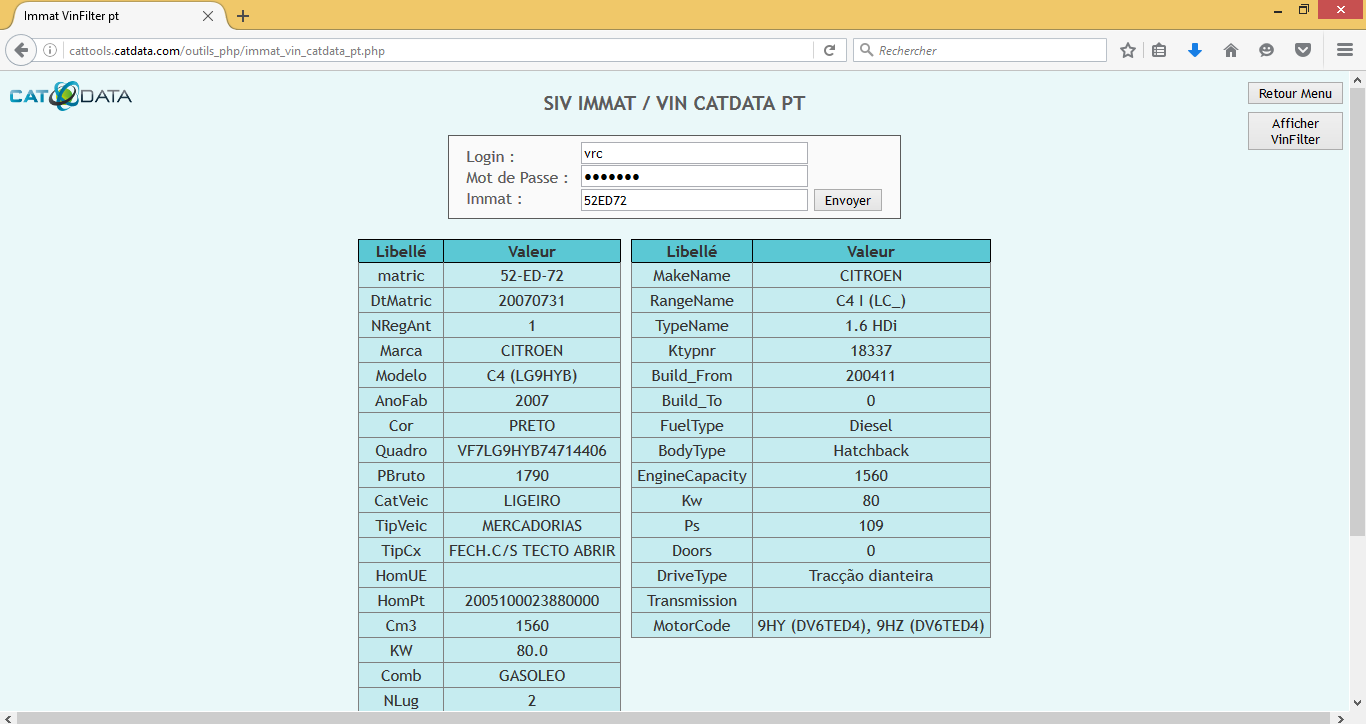 Immat VinFilter pt
cattools.catdata.com/outils_php/immat_vin_catdata_pt.php
Rechercher
CAT DATA
SIV IMMAT / VIN CATDATA PT
Retour Menu
Afficher
VinFilter
Login : vrc
Mot de Passe : •••••••
Immat : 52ED72 Envoyer
Libellé Valeur
matric 52-ED-72
DtMatric 20070731
NRegAnt 1
Marca CITROEN
Modelo C4 (LG9HYB)
AnoFab 2007
Cor PRETO
Quadro VF7LG9HYB74714406
PBruto 1790
CatVeic LIGEIRO
TipVeic MERCADORIAS
TipCx FECH.C/S TECTO ABRIR
HomUE
HomPt 2005100023880000
Cm3 1560
KW 80.0
Comb GASOLEO
NLug 2
Libellé Valeur
MakeName CITROEN
RangeName C4 I (LC_)
TypeName 1.6 HDi
Ktypnr 18337
Build_From 200411
Build_To 0
FuelType Diesel
BodyType Hatchback
EngineCapacity 1560
Kw 80
Ps 109
Doors 0
DriveType Tracção dianteira
Transmission
MotorCode 9HY (DV6TED4), 9HZ (DV6TED4)